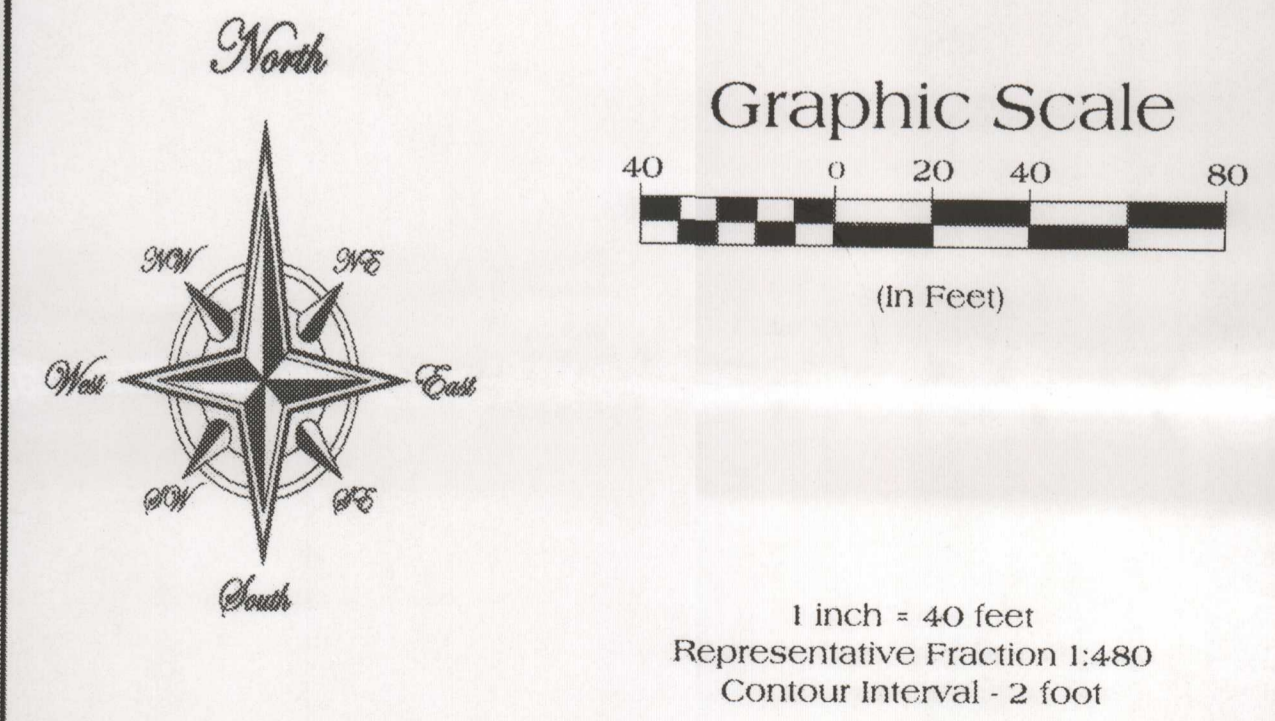 North
NW NE
West East
SW SE
South
Graphic Scale
40 0 20 40 80
(In Feet)
1 inch = 40 feet
Representative Fraction 1:480
Contour Interval - 2 foot